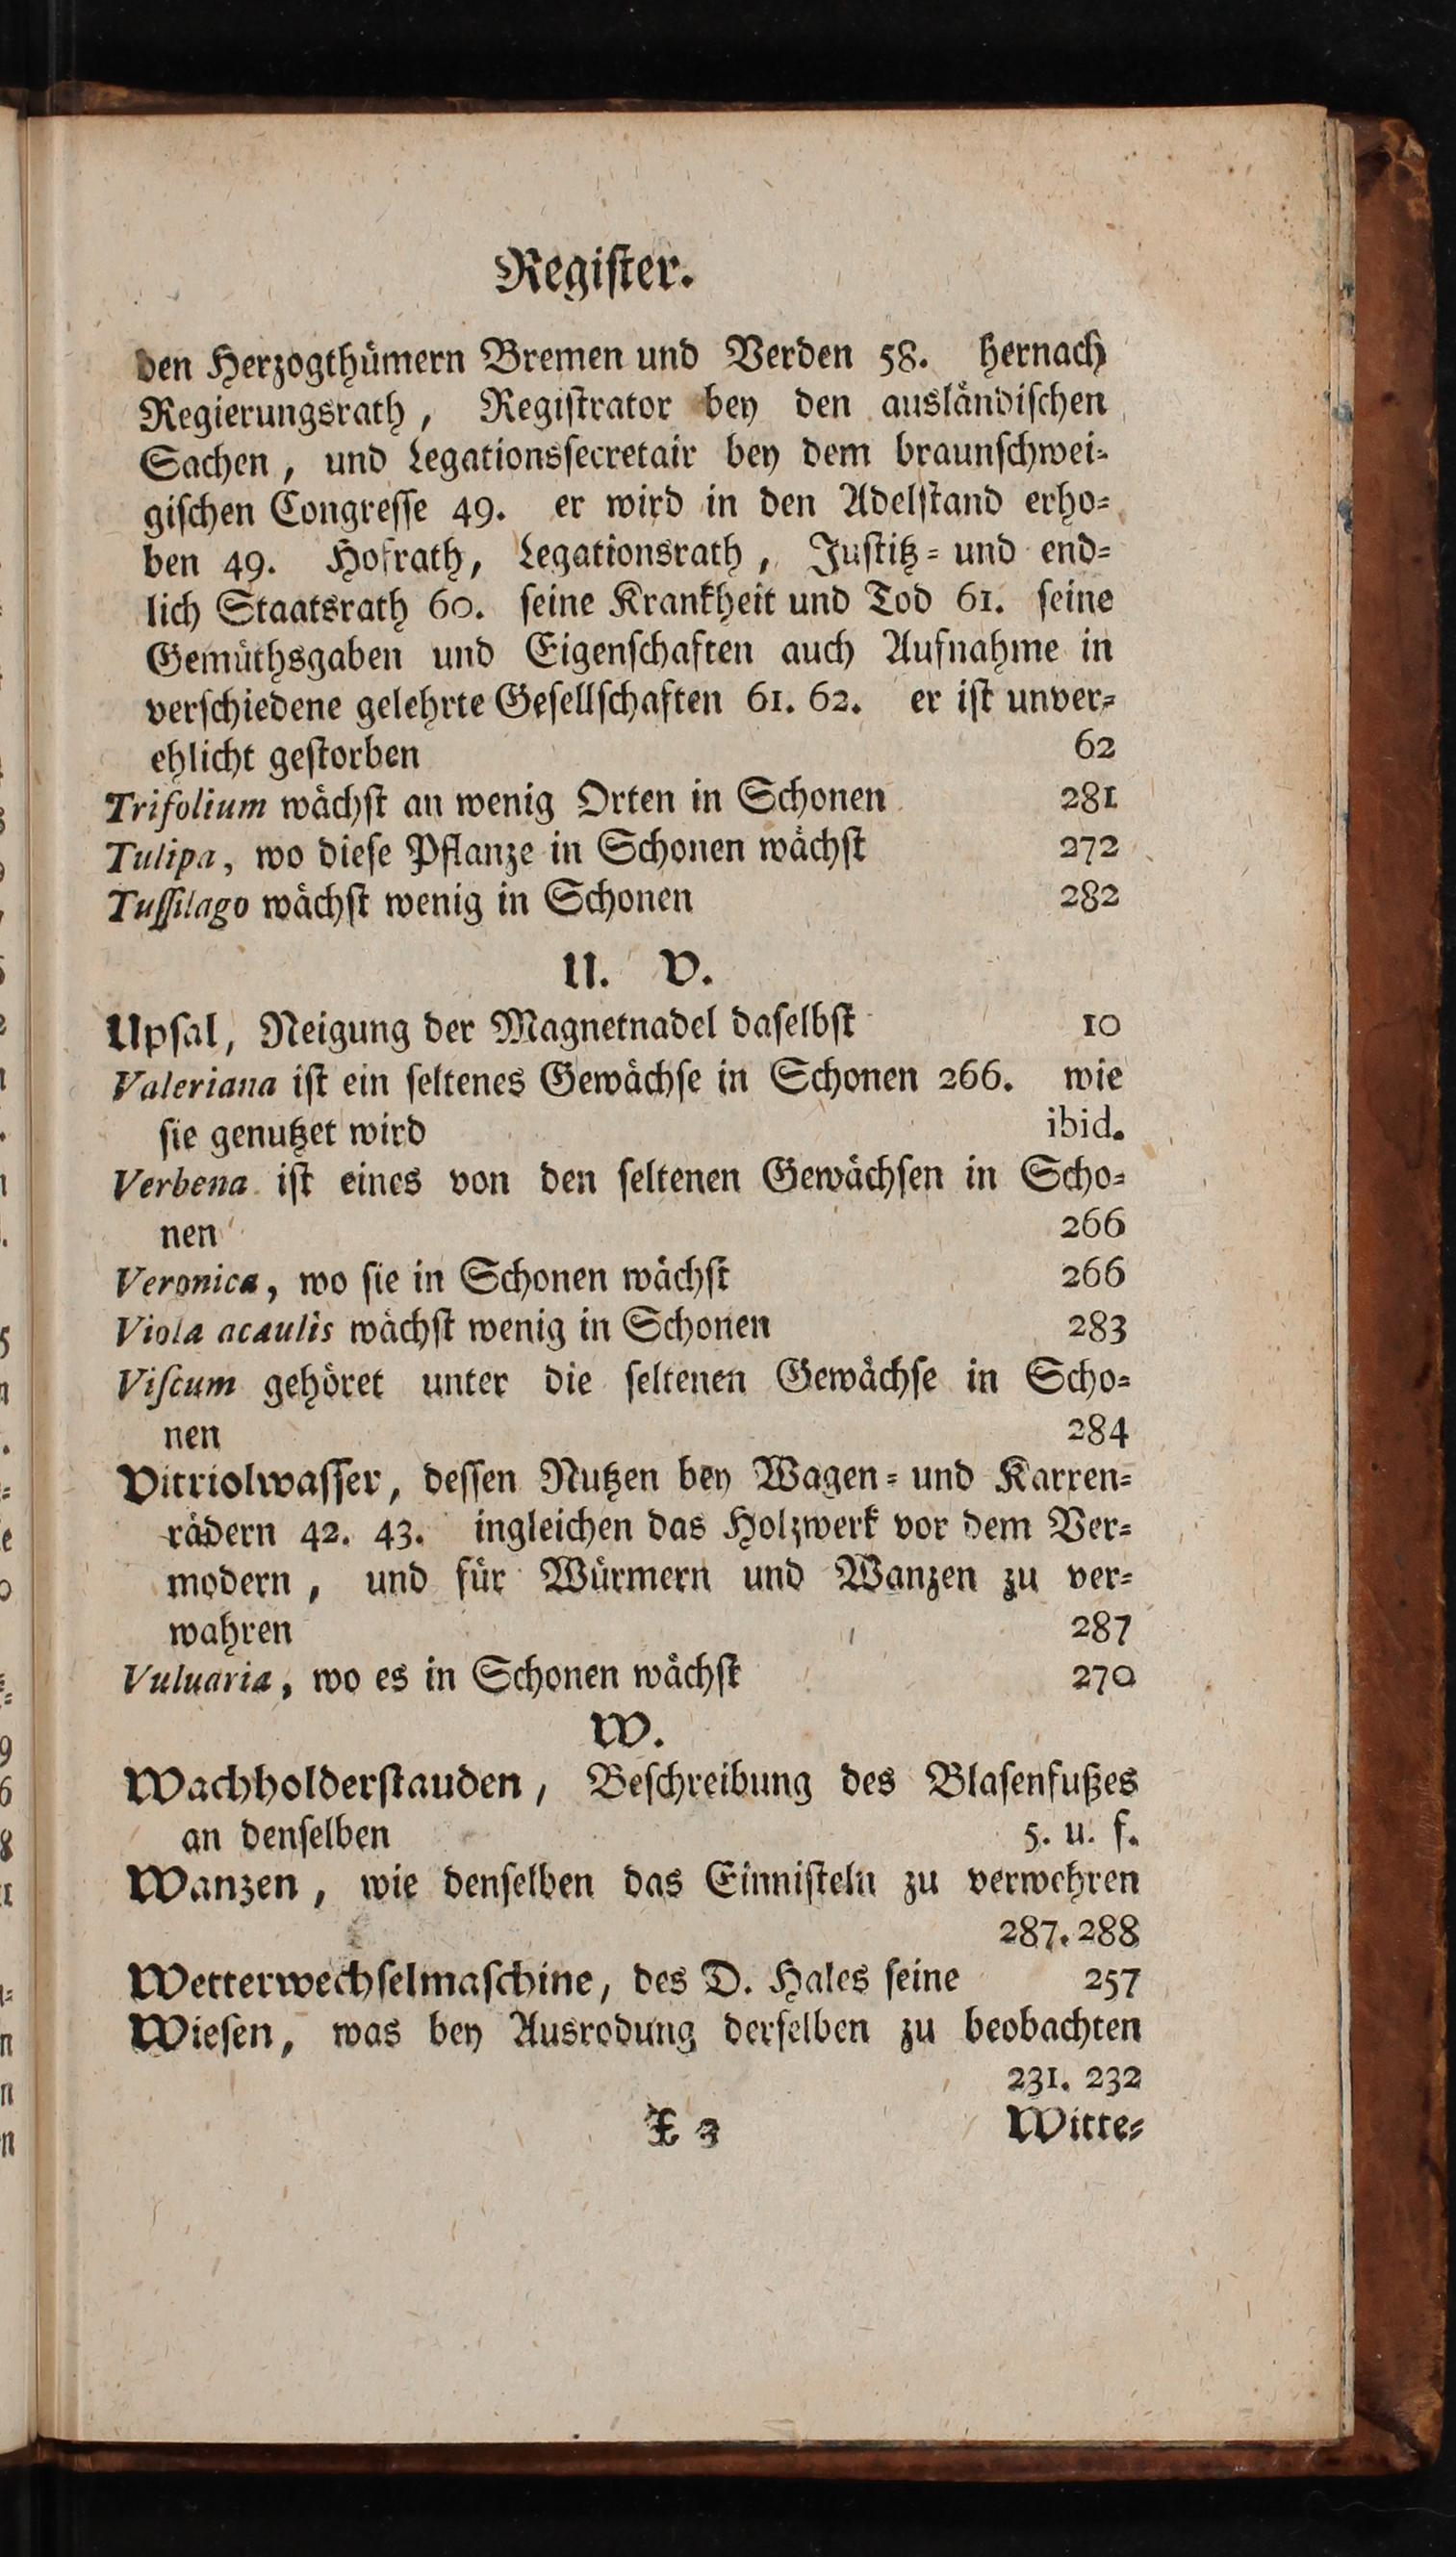 Regiſter.
den Herzogthümern Bremen und Verden 58. hernach
Regierungsrath, Regiſtrator bey den ausländiſchen
Sachen, und Legationsſecretair bey dem braunſchwei-
giſchen Congreſſe 49. er wird in den Adelſtand erho-
ben 49. Hofrath, Legationsrath, Juſtitz- und end-
lich Staatsrath 60. ſeine Krankheit und Tod 61. ſeine
Gemüthsgaben und Eigenſchaften auch Aufnahme in
verſchiedene gelehrte Geſellſchaften 61. 62. er iſt unver-
ehlicht geſtorben 62
Trifolium wächſt an wenig Orten in Schonen 281
Tulipa, wo dieſe Pflanze in Schonen wächſt 272
Tuſſilago wächſt wenig in Schonen 282
U. V.
Upſal, Neigung der Magnetnadel daſelbſt 10
Valeriana iſt ein ſeltenes Gewächſe in Schonen 266. wie
ſie genutzet wird ibid.
Verbena iſt eines von den ſeltenen Gewächſen in Scho-
nen 266
Veronica, wo ſie in Schonen wächſt 266
Viola acaulis wächſt wenig in Schonen 283
Viſcum gehöret unter die ſeltenen Gewächſe in Scho-
nen 284
Vitriolwaſſer, deſſen Nutzen bey Wagen- und Karren-
rädern 42. 43. ingleichen das Holzwerk vor dem Ver-
modern, und für Würmern und Wanzen zu ver-
wahren 287
Vuluaria, wo es in Schonen wächſt 270
W.
Wachholderſtauden, Beſchreibung des Blaſenfußes
an denſelben 5. u. f.
Wanzen, wie denſelben das Einniſteln zu verwehren
287. 288
Wetterwechſelmaſchine, des D. Hales ſeine 257
Wieſen, was bey Ausrodung derſelben zu beobachten
231. 232
X 3 Witte-